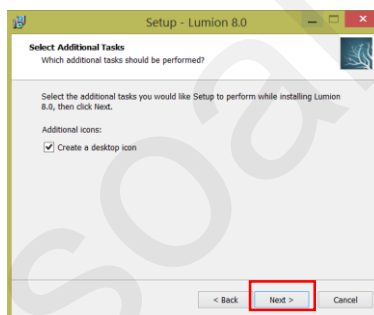 Setup - Lumion 8.0
Select Additional Tasks
Which additional tasks should be performed?
Select the additional tasks you would like Setup to perform while installing Lumion
8.0, then click Next.
Additional icons:
Create a desktop icon
< Back Next > Cancel